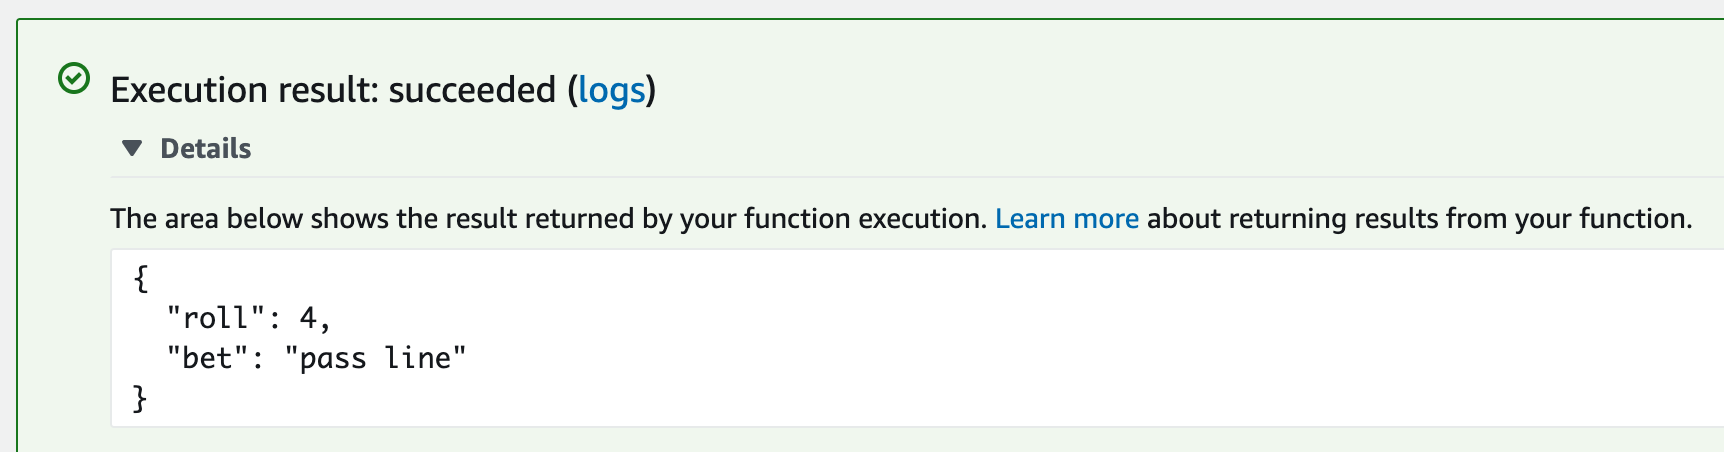 Execution result: succeeded (logs)
Details
The area below shows the result returned by your function execution. Learn more about returning results from your function.
{
  "roll": 4,
  "bet": "pass line"
}